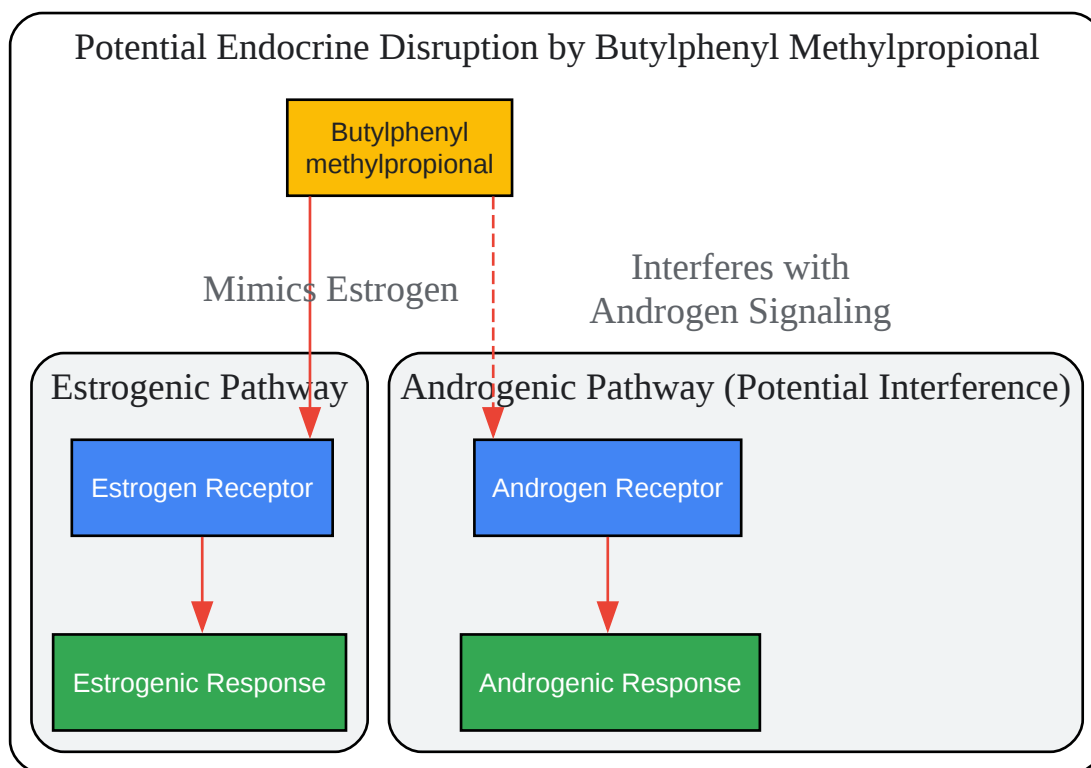 Potential Endocrine Disruption by Butylphenyl Methylpropional
Butylphenyl
methylpropional
Mimics Estrogen
Interferes with
Androgen Signaling
Estrogenic Pathway
Androgenic Pathway (Potential Interference)
Estrogen Receptor
Androgen Receptor
Estrogenic Response
Androgenic Response